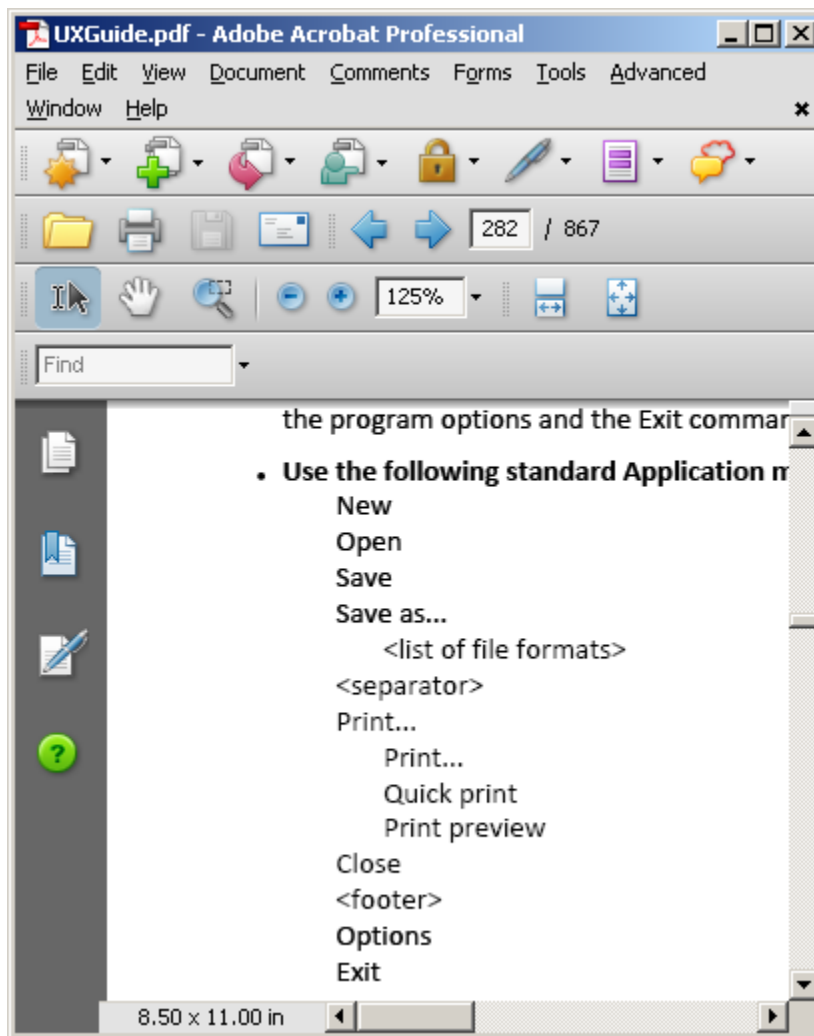 UXGuide.pdf - Adobe Acrobat Professional
File Edit View Document Comments Forms Tools Advanced
Window Help
282 / 867
125%
Find
the program options and the Exit
• Use the following standard Application
New
Open
Save
Save as...
<list of file formats>
<separator>
Print...
Print...
Quick print
Print preview
Close
<footer>
Options
Exit
8.50 x 11.00 in